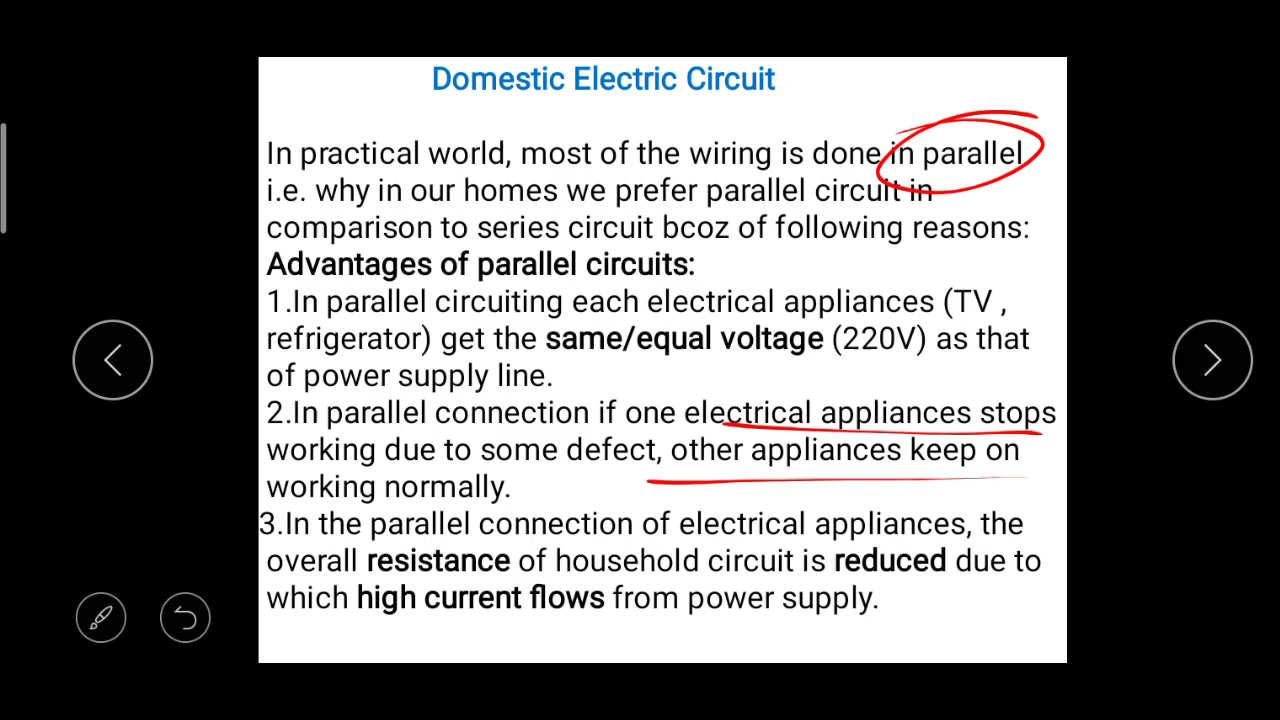 Domestic Electric Circuit
In practical world, most of the wiring is done in parallel
i.e. why in our homes we prefer parallel circuit in
comparison to series circuit bcoz of following reasons:
Advantages of parallel circuits:
1.In parallel circuiting each electrical appliances (TV ,
refrigerator) get the same/equal voltage (220V) as that
of power supply line.
2.In parallel connection if one electrical appliances stops
working due to some defect, other appliances keep on
working normally.
3.In the parallel connection of electrical appliances, the
overall resistance of household circuit is reduced due to
which high current flows from power supply.